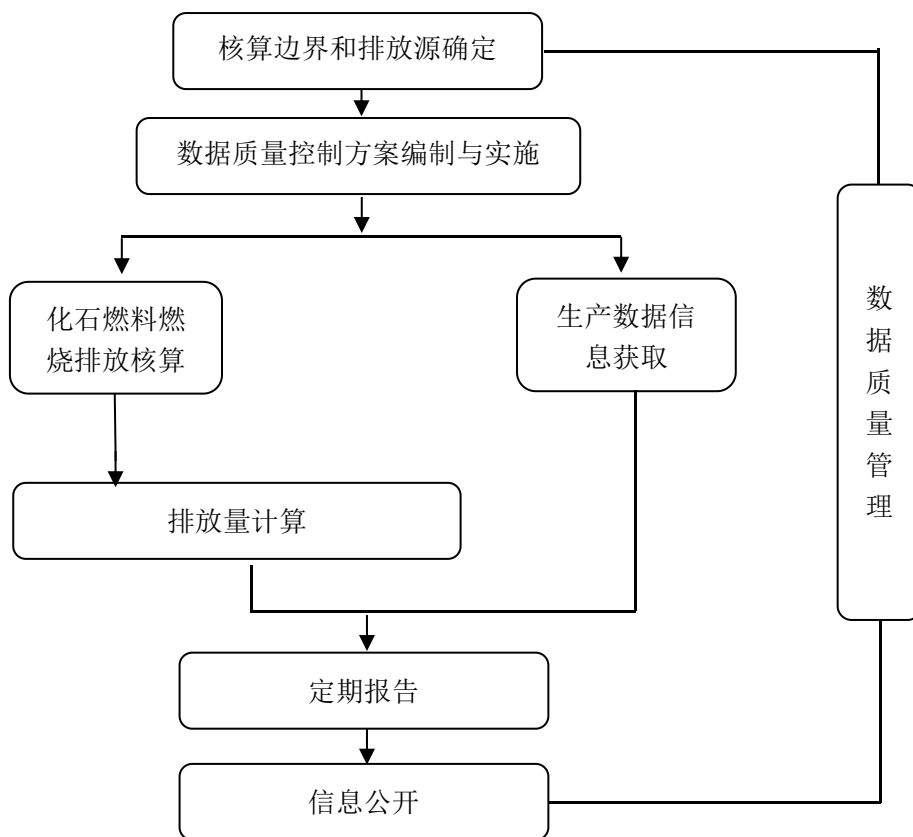 核算边界和排放源确定
数据质量控制方案编制与实施
化石燃料燃
烧排放核算
生产数据信
息获取
排放量计算
定期报告
信息公开
数
据
质
量
管
理